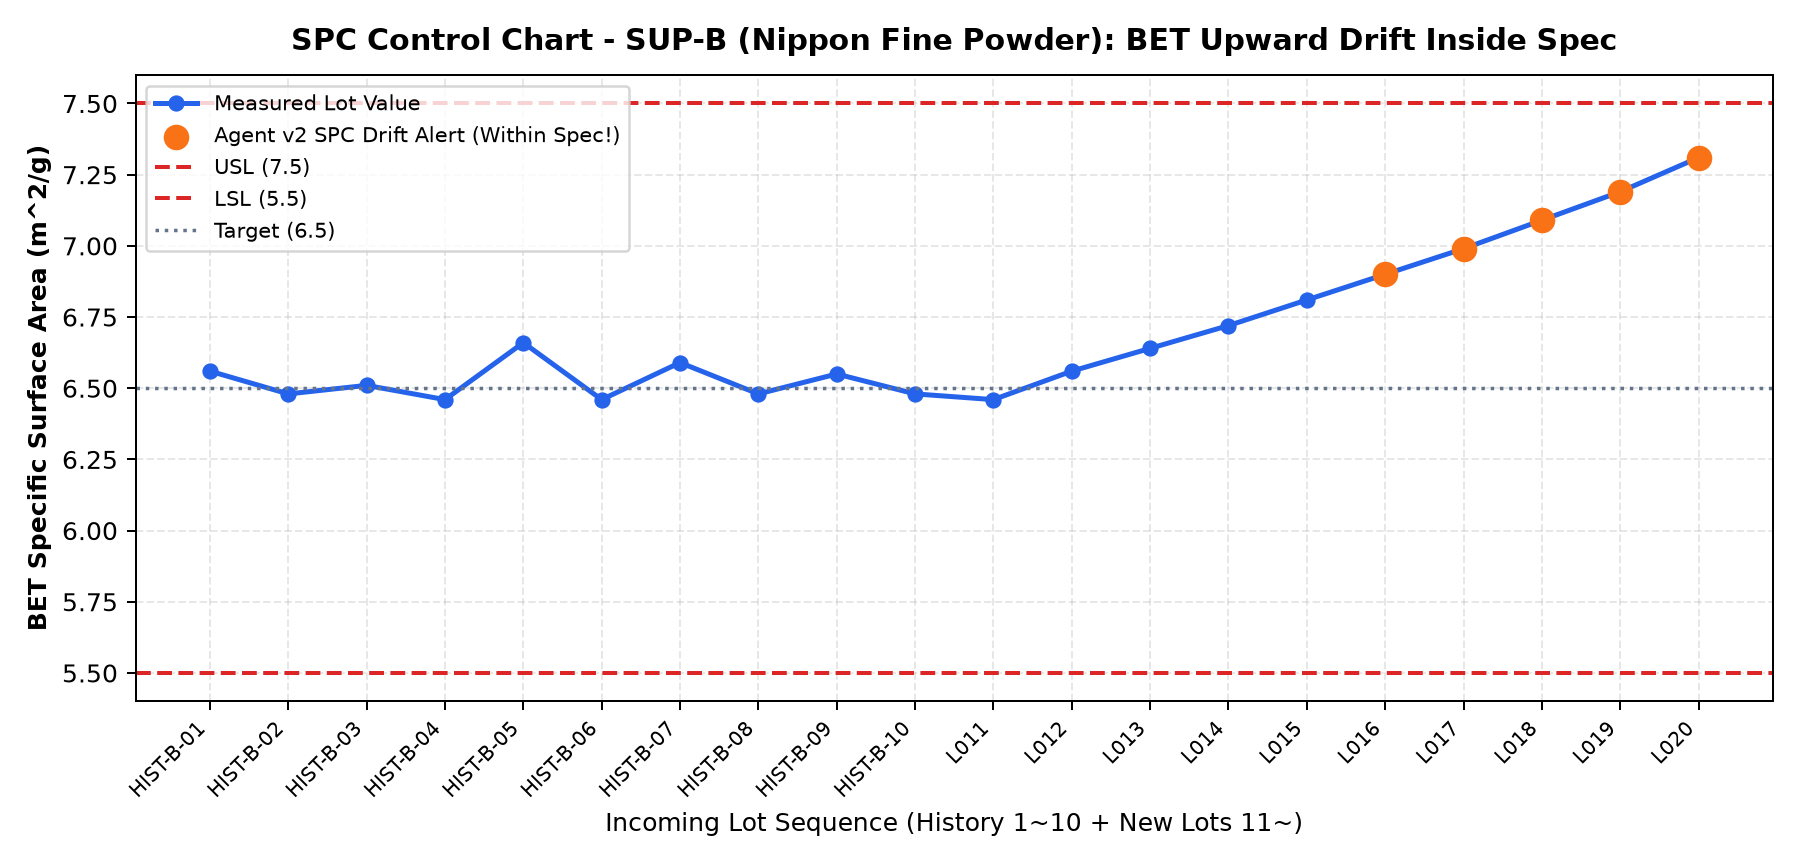 SPC Control Chart - SUP-B (Nippon Fine Powder): BET Upward Drift Inside Spec
BET Specific Surface Area (m^2/g)
7.50
7.25
7.00
6.75
6.50
6.25
6.00
5.75
5.50
Measured Lot Value
Agent v2 SPC Drift Alert (Within Spec!)
USL (7.5)
LSL (5.5)
Target (6.5)
HIST-B-01
HIST-B-02
HIST-B-03
HIST-B-04
HIST-B-05
HIST-B-06
HIST-B-07
HIST-B-08
HIST-B-09
HIST-B-10
L011
L012
L013
L014
L015
L016
L017
L018
L019
L020
Incoming Lot Sequence (History 1~10 + New Lots 11~)